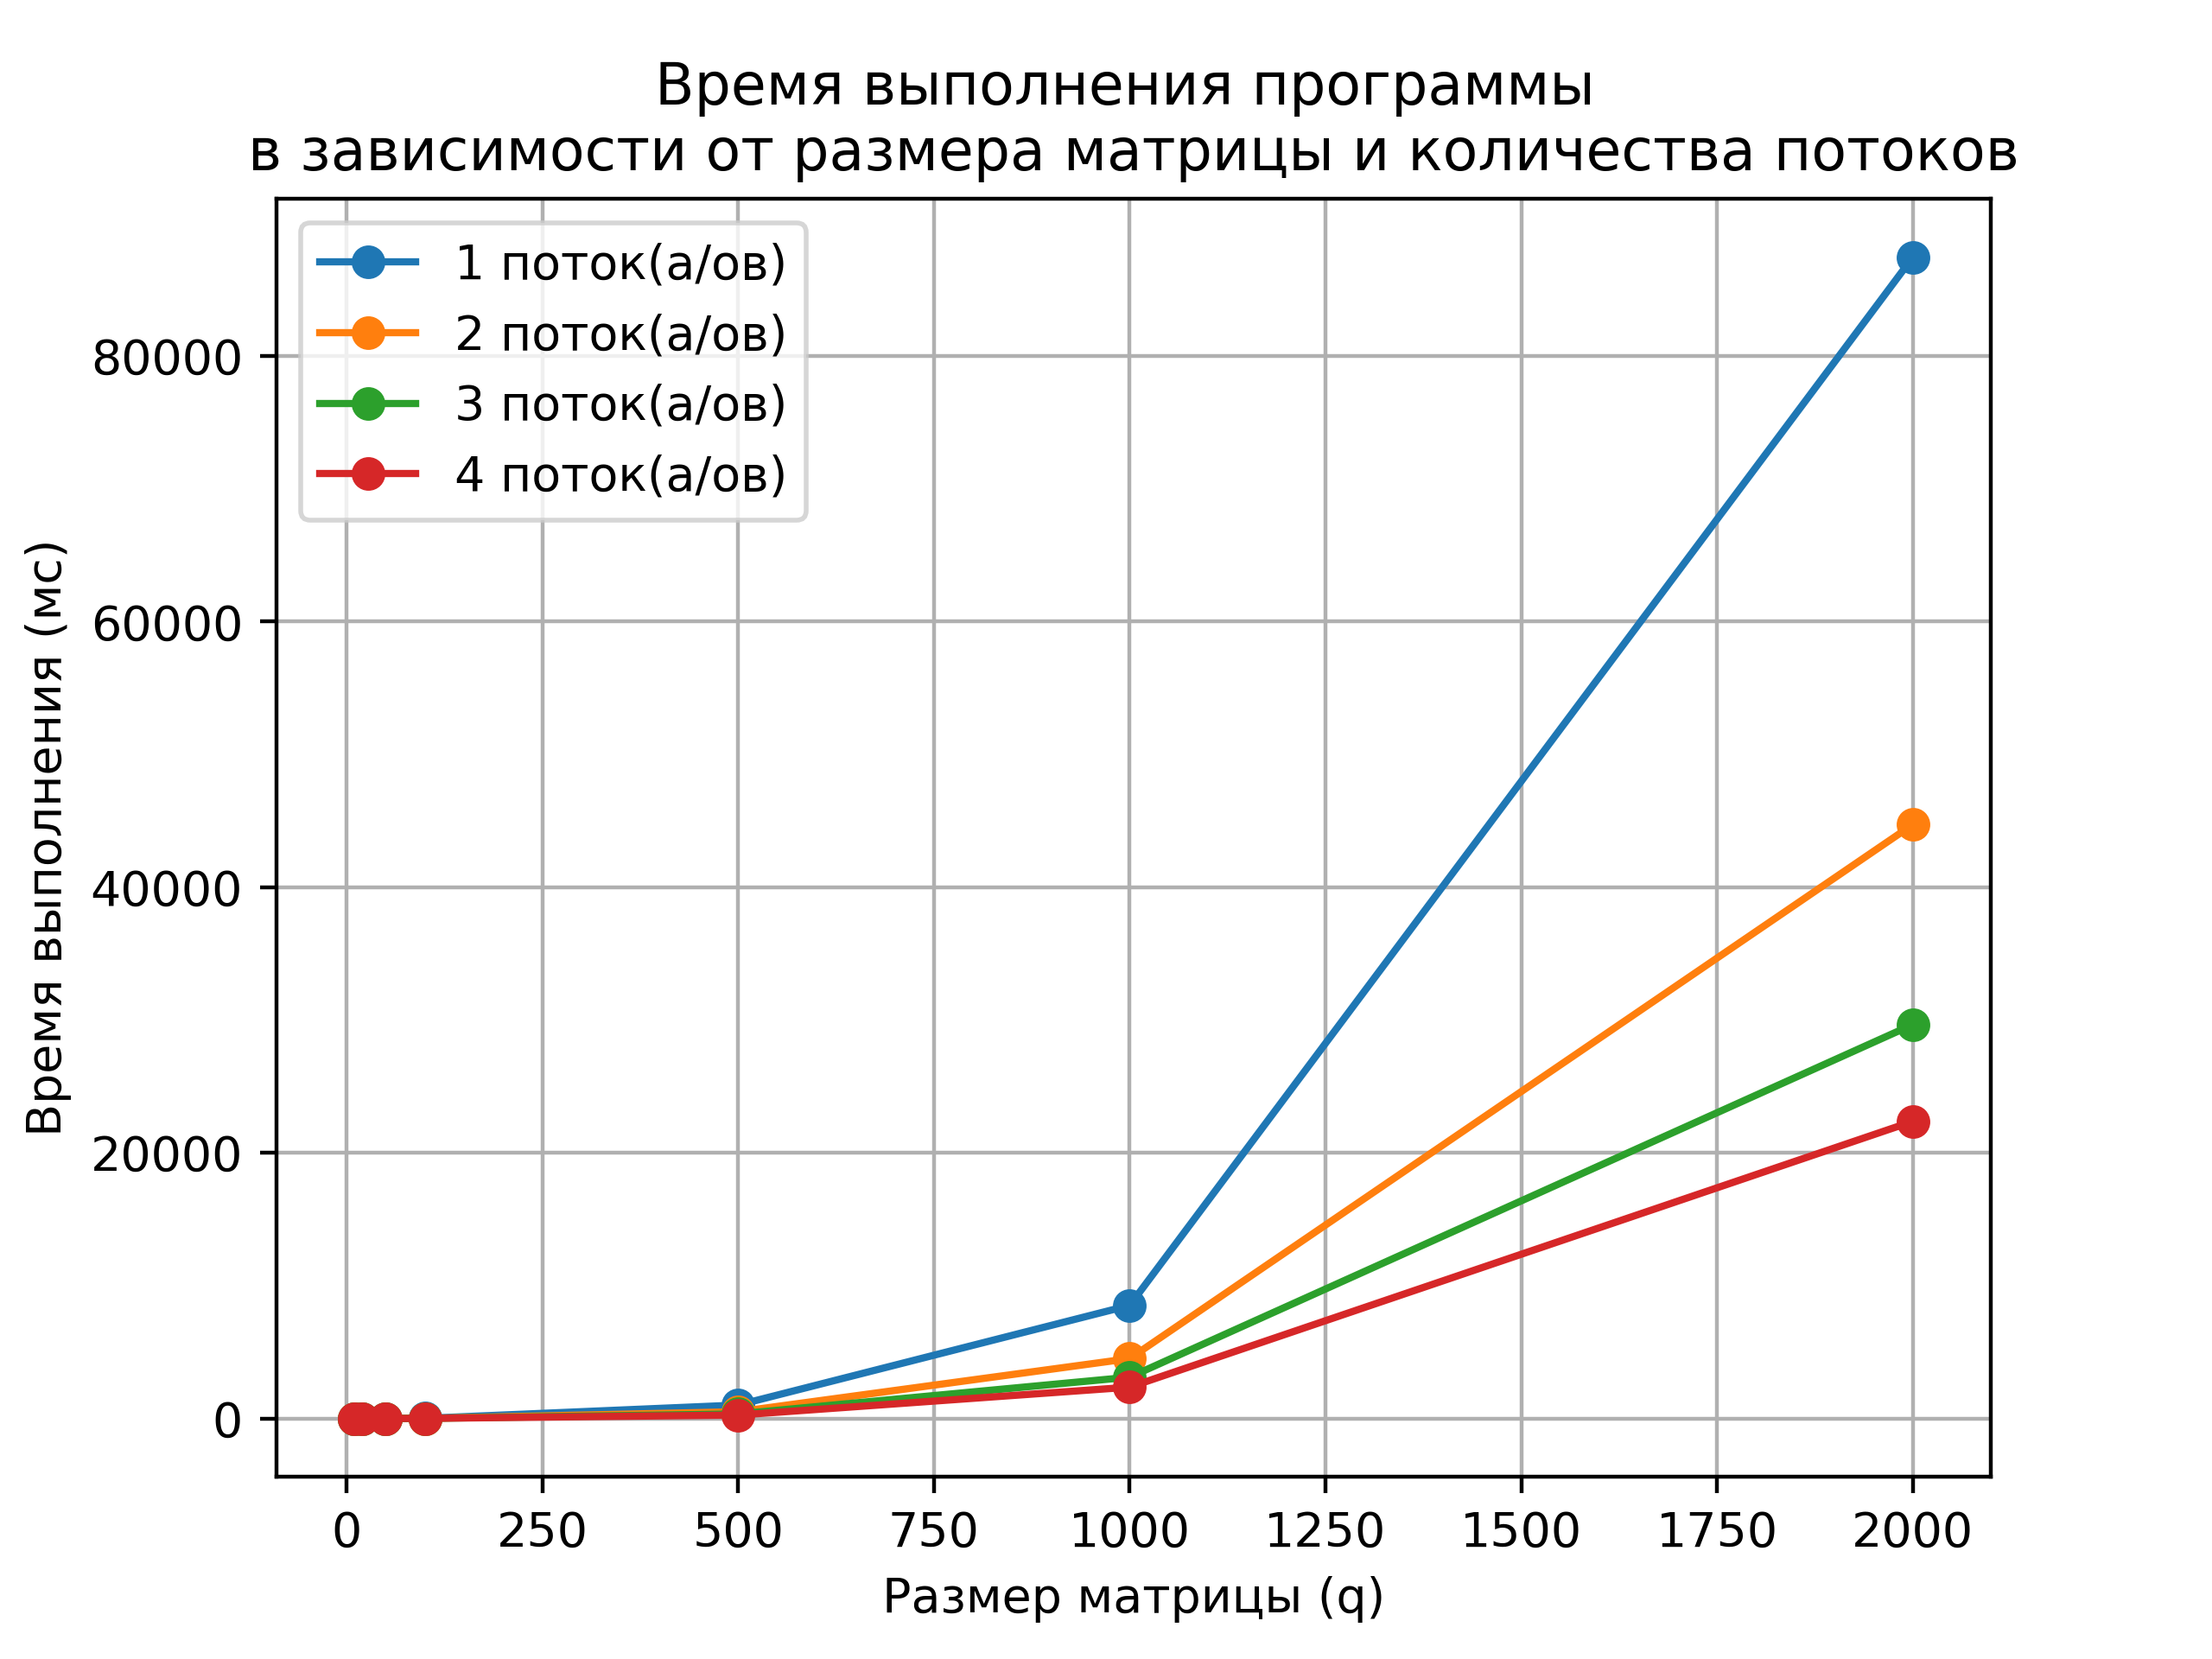 Время выполнения программы
в зависимости от размера матрицы и количества потоков
1 поток(а/ов)
2 поток(а/ов)
3 поток(а/ов)
4 поток(а/ов)
Время выполнения (мс)
80000
60000
40000
20000
0
0 250 500 750 1000 1250 1500 1750 2000
Размер матрицы (q)